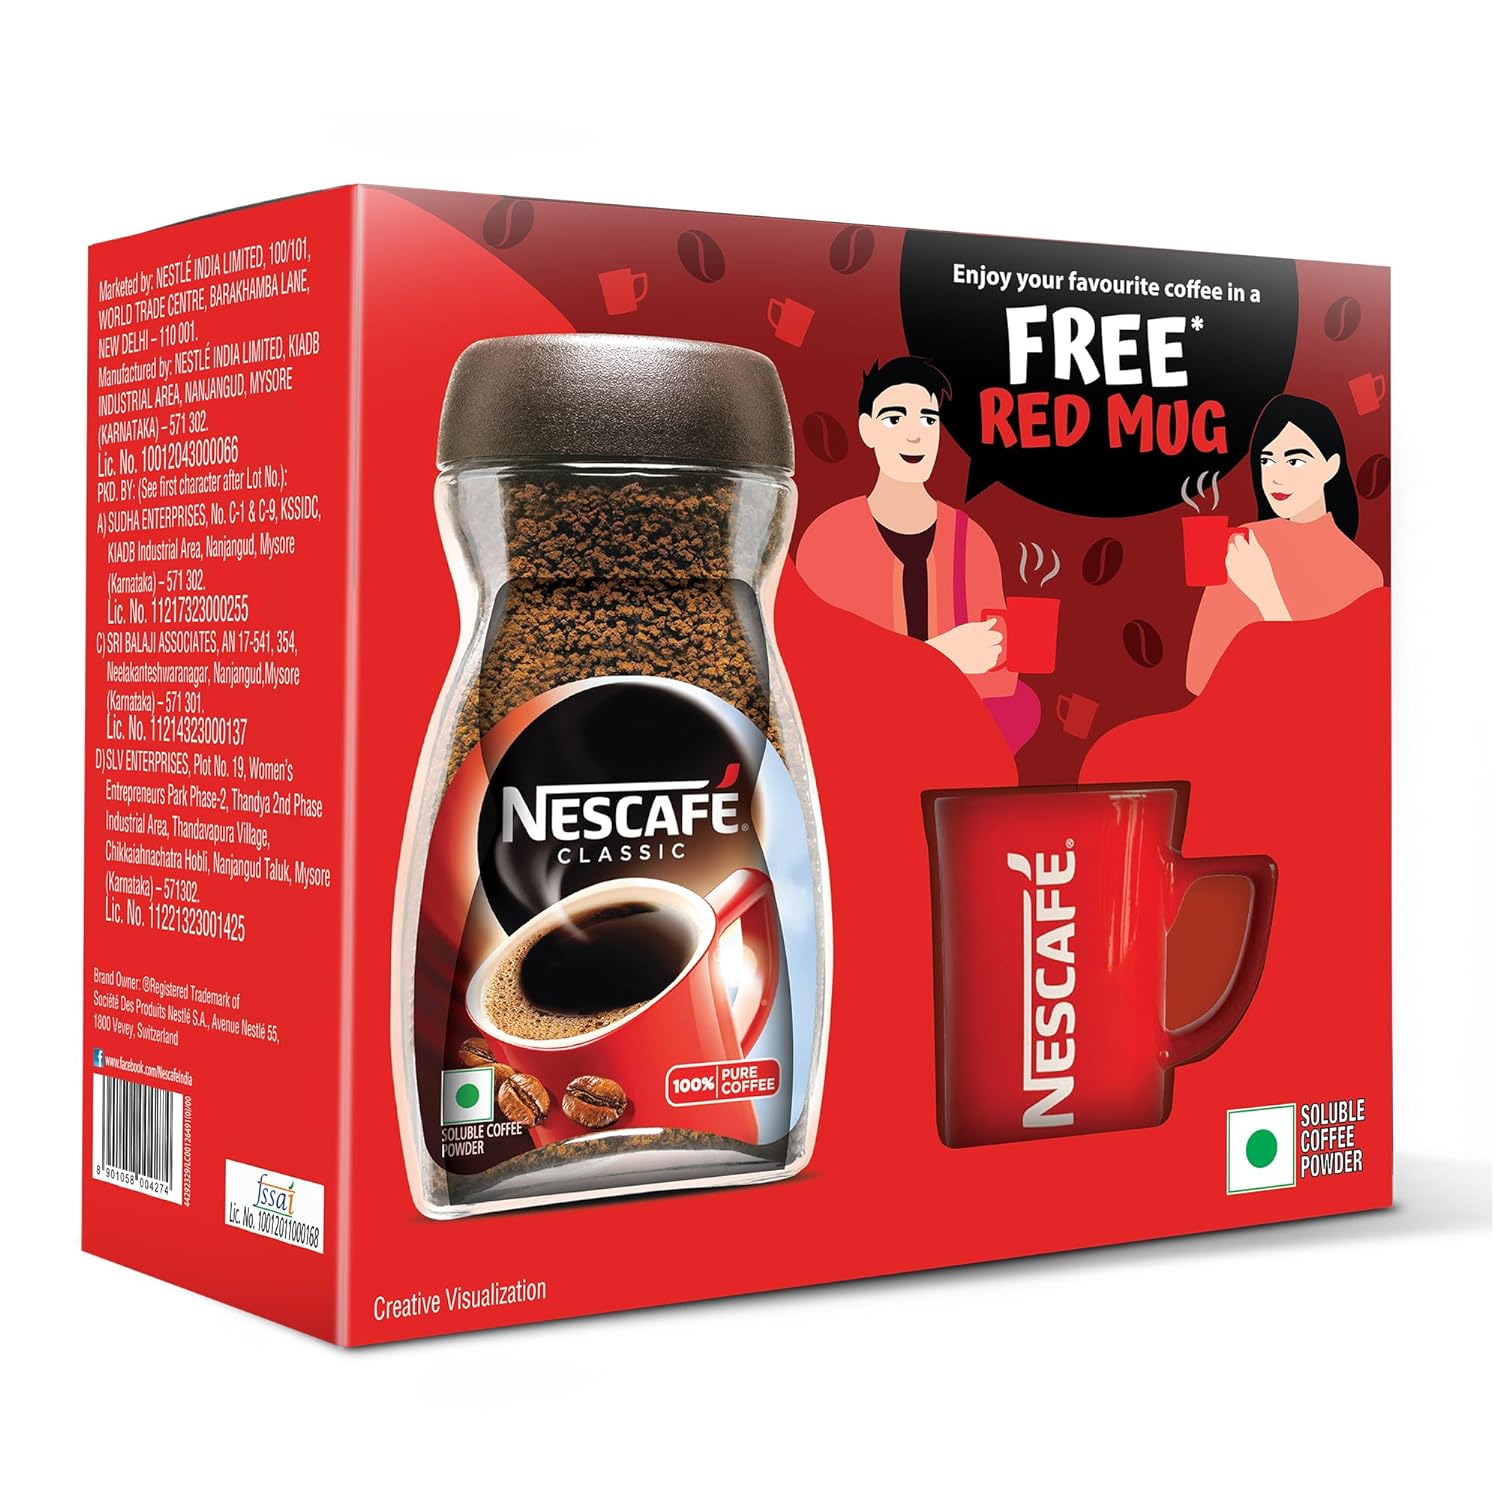 Marketed by: NESTLÉ INDIA LIMITED, 100/101,
WORLD TRADE CENTRE, BARAKHAMBA LANE,
NEW DELHI – 110 001.
Manufactured by: NESTLÉ INDIA LIMITED, KIADB
INDUSTRIAL AREA, NANJANGUD, MYSORE
(KARNATAKA) – 571 302.
Lic. No. 10012043000066
PKD. BY: (See first character after Lot No.):
A) SUDHA ENTERPRISES, No. C-1 & C-9, KSSIDC,
KIADB Industrial Area, Nanjangud, Mysore
(Karnataka) – 571 302.
Lic. No. 11217323000255
C) SRI BALAJI ASSOCIATES, AN 17-541, 354,
Neelakanteshwaranagar, Nanjangud,Mysore
(Karnataka) – 571 301.
Lic. No. 11214323000137
D) SLV ENTERPRISES, Plot No. 19, Women's
Entrepreneurs Park Phase-2, Thandya 2nd Phase
Industrial Area, Thandavapura Village,
Chikkaiahnachatra Hobli, Nanjangud Taluk, Mysore
(Karnataka) – 571302.
Lic. No. 11221323001425
Brand Owner: ®Registered Trademark of
Société Des Produits Nestlé S.A., Avenue Nestlé 55,
1800 Vevey, Switzerland
f www.facebook.com/NescafeIndia
8 901058 004274
44292329/LC00126491(0)/00
fssai
Lic. No. 10012011000168
Enjoy your favourite coffee in a
FREE*
RED MUG
NESCAFÉ®
CLASSIC
100% PURE
COFFEE
SOLUBLE COFFEE
POWDER
NESCAFÉ®
SOLUBLE
COFFEE
POWDER
Creative Visualization